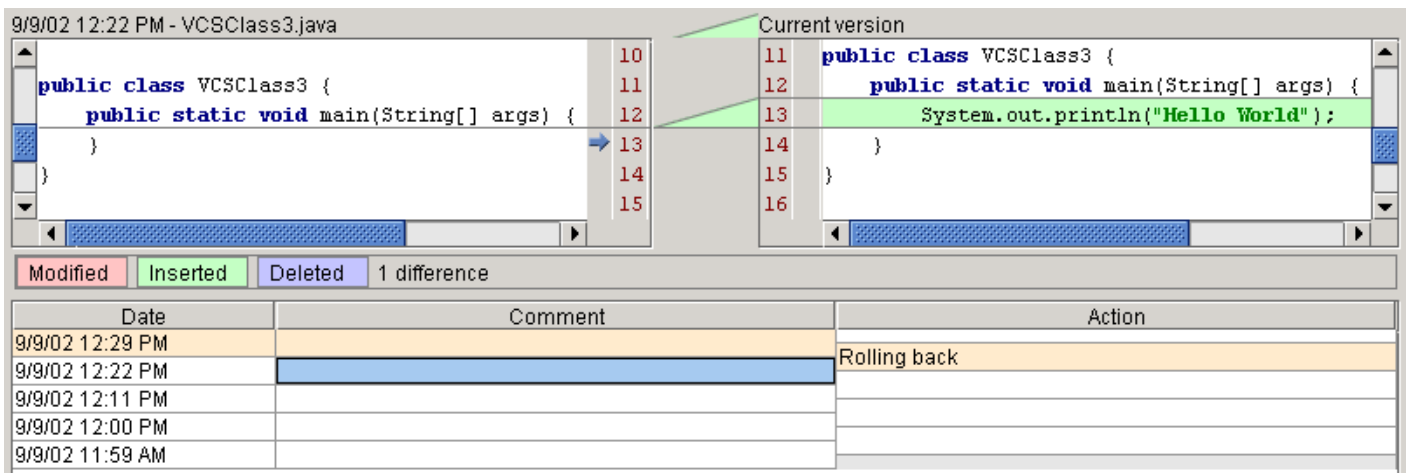 9/9/02 12:22 PM - VCSClass3.java
10
public class VCSClass3 { 11
public static void main(String[] args) { 12
} 13
} 14
15
Current version
11 public class VCSClass3 {
12 public static void main(String[] args) {
13 System.out.println("Hello World");
14 }
15 }
16
Modified Inserted Deleted 1 difference
Date Comment Action
9/9/02 12:29 PM
Rolling back
9/9/02 12:22 PM
9/9/02 12:11 PM
9/9/02 12:00 PM
9/9/02 11:59 AM